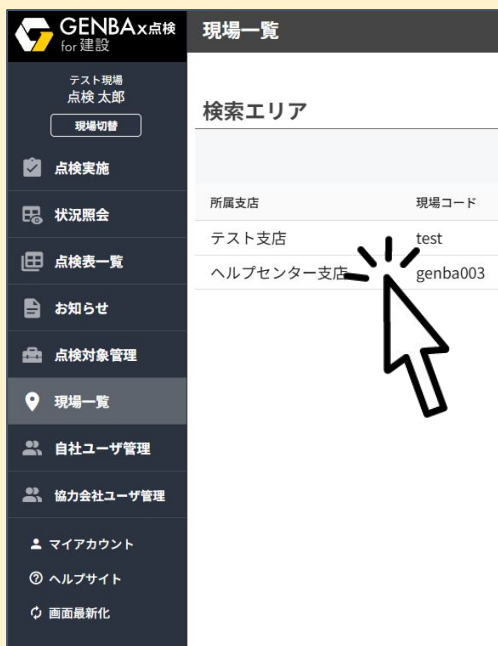 GENBAx点検
for 建設
現場一覧
テスト現場
点検 太郎
現場切替
検索エリア
点検実施
状況照会
所属支店 現場コード
テスト支店 test
ヘルプセンター支店 genba003
点検表一覧
お知らせ
点検対象管理
現場一覧
自社ユーザ管理
協力会社ユーザ管理
マイアカウント
ヘルプサイト
画面最新化